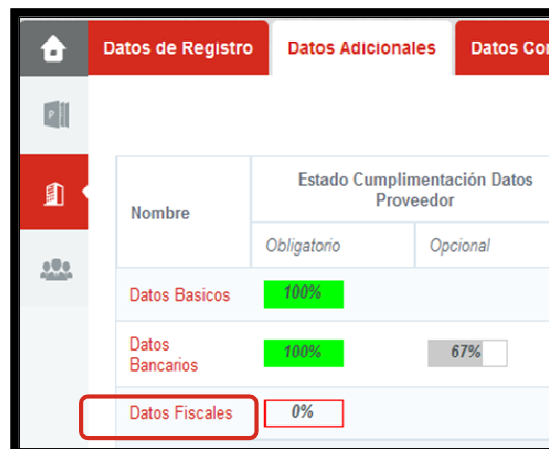 Datos de Registro
Datos Adicionales
Datos Co
Nombre
Estado Cumplimentación Datos
Proveedor
Obligatorio
Opcional
Datos Basicos
100%
Datos
Bancarios
100%
67%
Datos Fiscales
0%